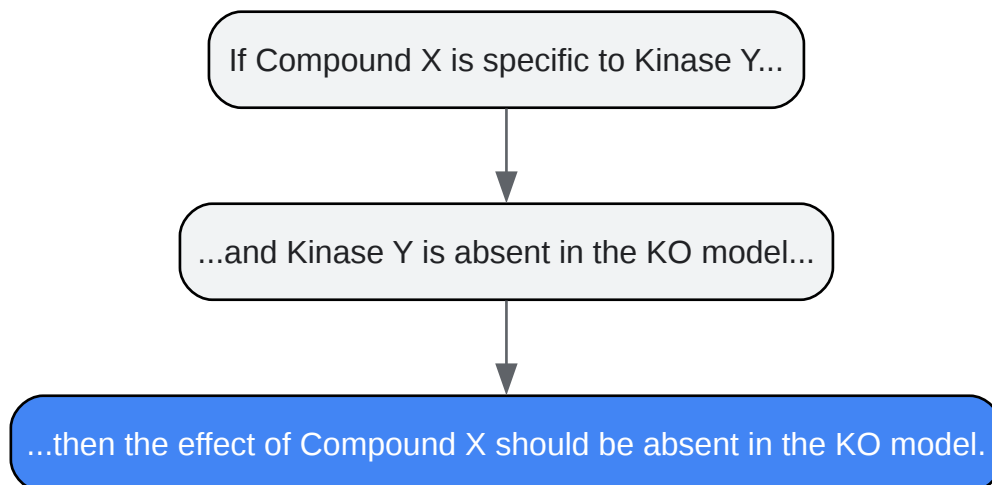 If Compound X is specific to Kinase Y...
...and Kinase Y is absent in the KO model...
...then the effect of Compound X should be absent in the KO model.